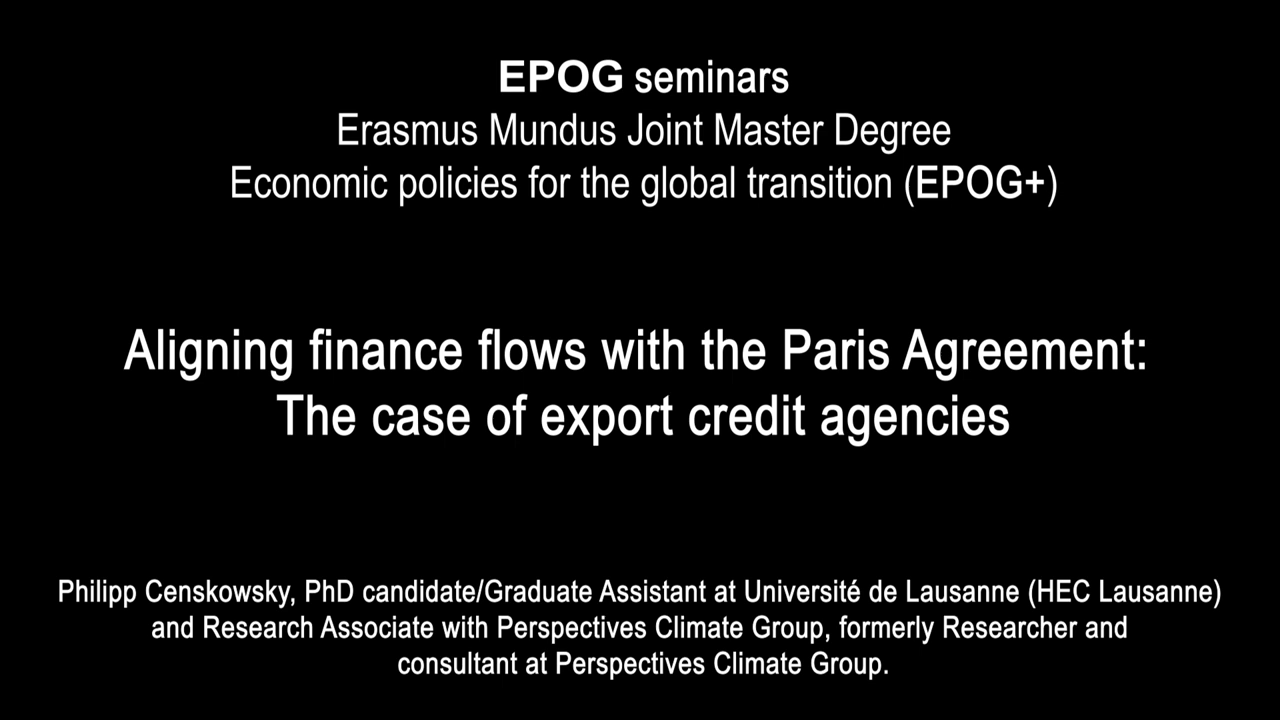 EPOG seminars
Erasmus Mundus Joint Master Degree
Economic policies for the global transition (EPOG+)
Aligning finance flows with the Paris Agreement:
The case of export credit agencies
Philipp Censkowsky, PhD candidate/Graduate Assistant at Université de Lausanne (HEC Lausanne)
and Research Associate with Perspectives Climate Group, formerly Researcher and
consultant at Perspectives Climate Group.